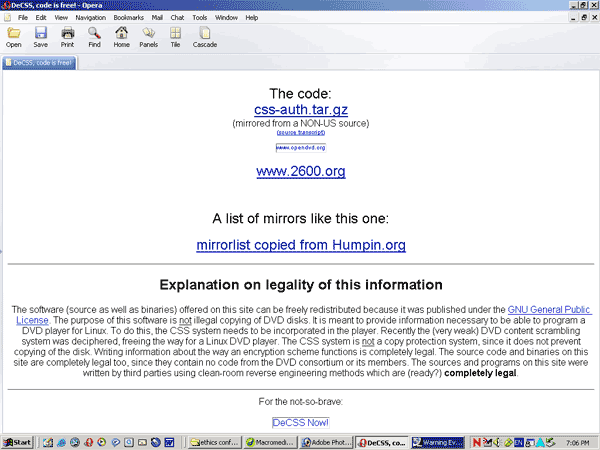 DeCSS, code is free! - Opera
File Edit View Navigation Bookmarks Mail Chat Tools Window Help
Open Save Print Find Home Panels Tile Cascade
DeCSS, code is free!
The code:
css-auth.tar.gz
(mirrored from a NON-US source)
(source transcript)
www.opendvd.org
www.2600.org
A list of mirrors like this one:
mirrorlist copied from Humpin.org
Explanation on legality of this information
The software (source as well as binaries) offered on this site can be freely redistributed because it was published under the GNU General Public
License. The purpose of this software is not illegal copying of DVD disks. It is meant to provide information necessary to be able to program a
DVD player for Linux. To do this, the CSS system needs to be incorporated in the player. Recently the (very weak) DVD content scrambling
system was deciphered, freeing the way for a Linux DVD player. The CSS system is not a copy protection system, since it does not prevent
copying of the disk. Writing information about the way an encryption scheme functions is completely legal. The source code and binaries on this
site are completely legal too, since they contain no code from the DVD consortium or its members. The sources and programs on this site were
written by third parties using clean-room reverse engineering methods which are (ready?) completely legal.
For the not-so-brave:
DeCSS Now!
Start ethics conf... Macromedi... Adobe Phot... DeCSS, co... Warning Ev... EN 7:06 PM